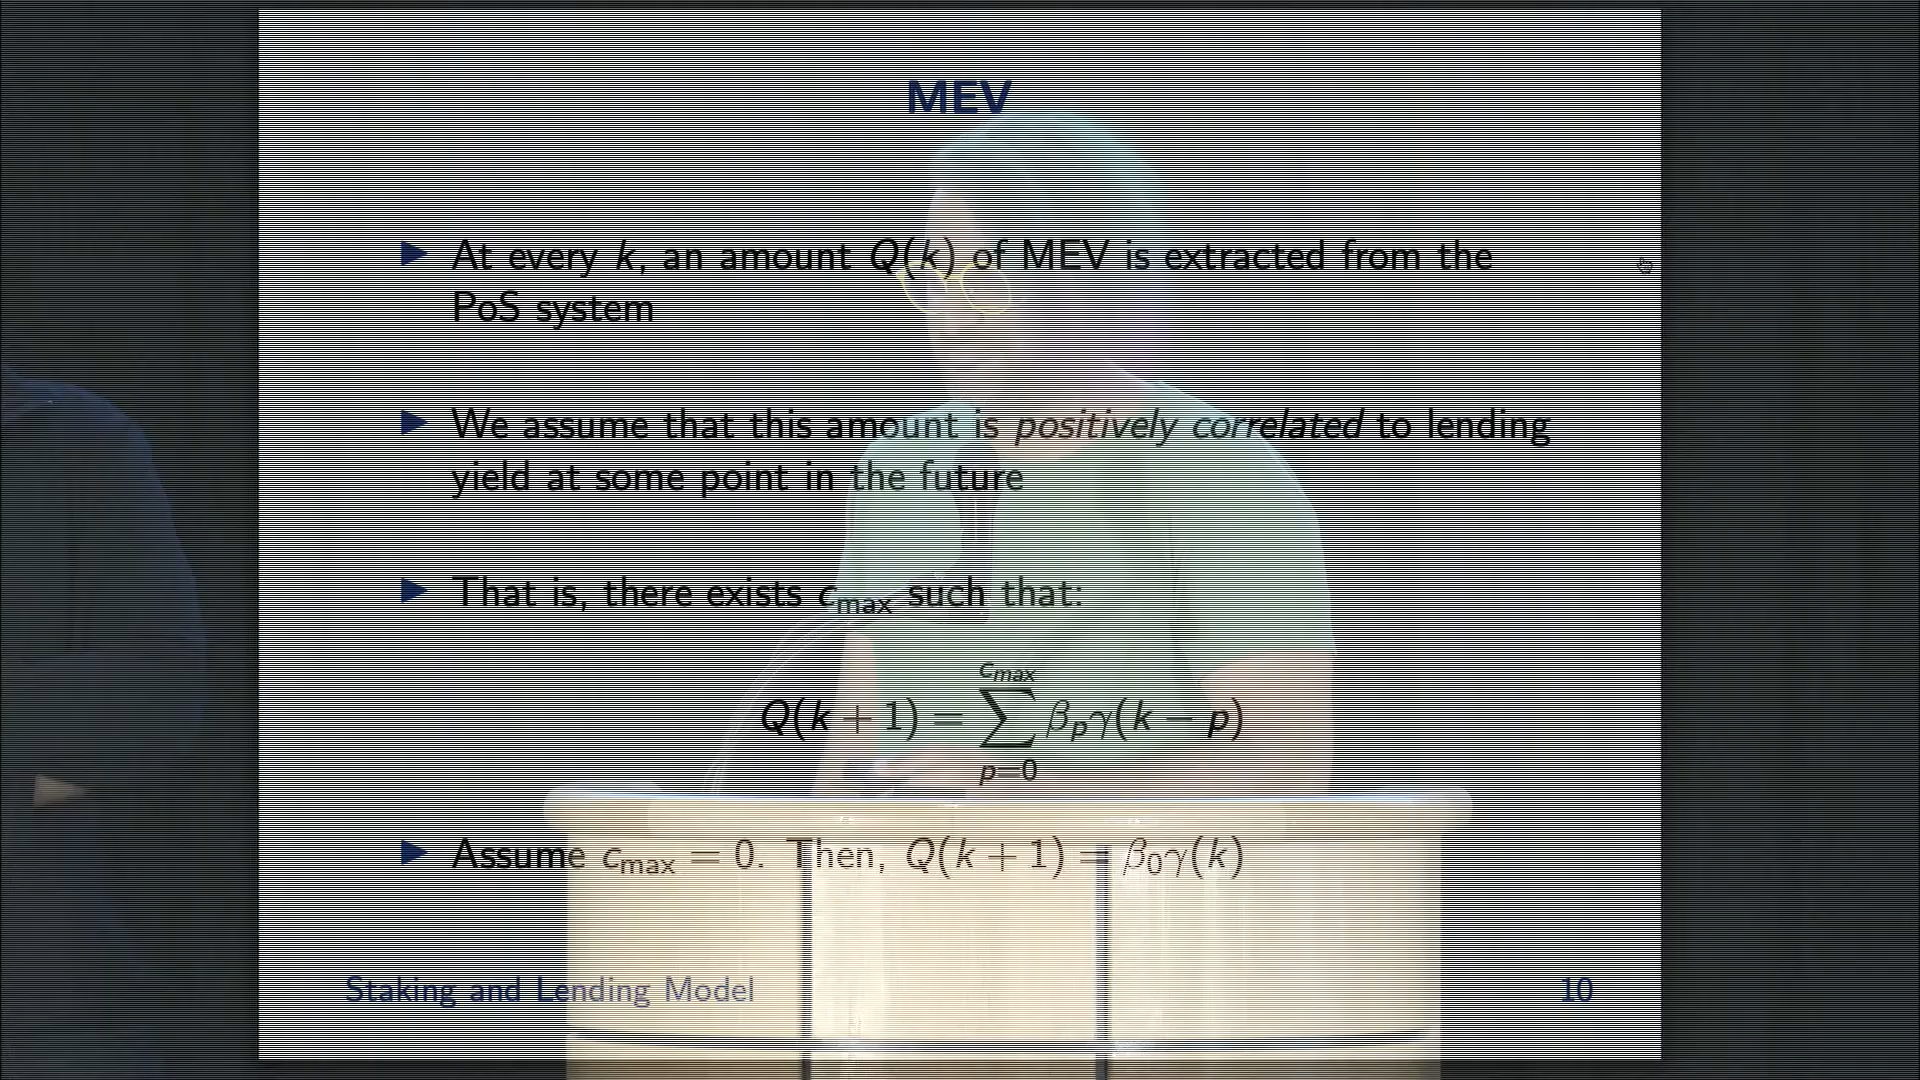 MEV
▶ At every k, an amount Q(k) of MEV is extracted from the
PoS system
▶ We assume that this amount is positively correlated to lending
yield at some point in the future
▶ That is, there exists c_max such that:
Q(k + 1) = ∑_{p=0}^{c_max} β_p γ(k − p)
▶ Assume c_max = 0. Then, Q(k + 1) = β_0 γ(k)
Staking and Lending Model
10